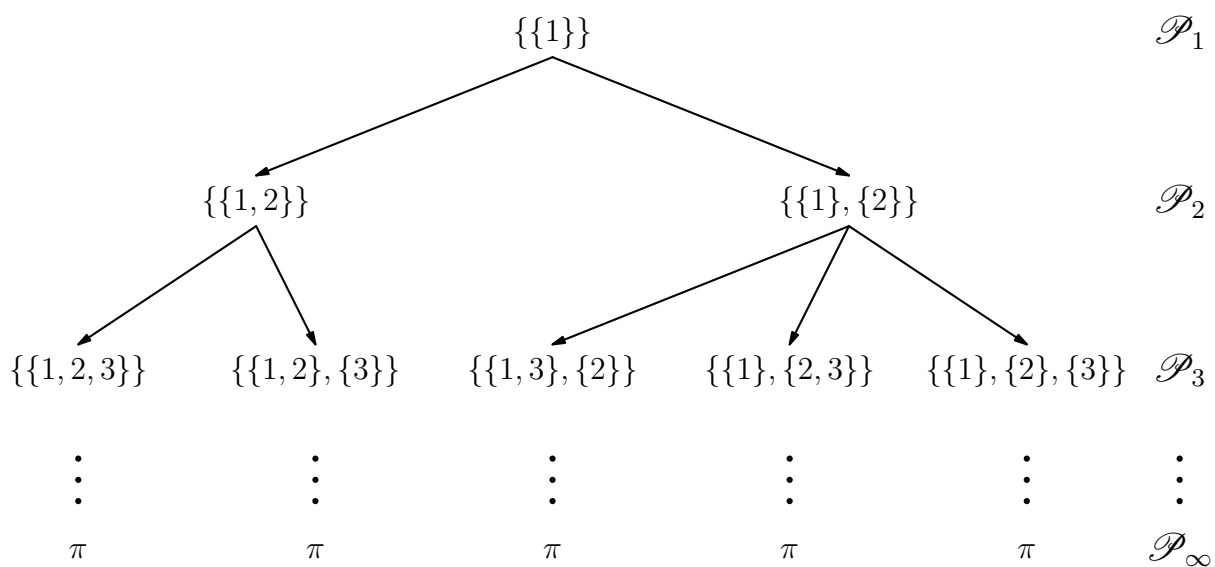 {{1}} 𝒫₁
{{1, 2}} {{1}, {2}} 𝒫₂
{{1, 2, 3}} {{1, 2}, {3}} {{1, 3}, {2}} {{1}, {2, 3}} {{1}, {2}, {3}} 𝒫₃
⋮ ⋮ ⋮ ⋮ ⋮ ⋮
π π π π π 𝒫∞